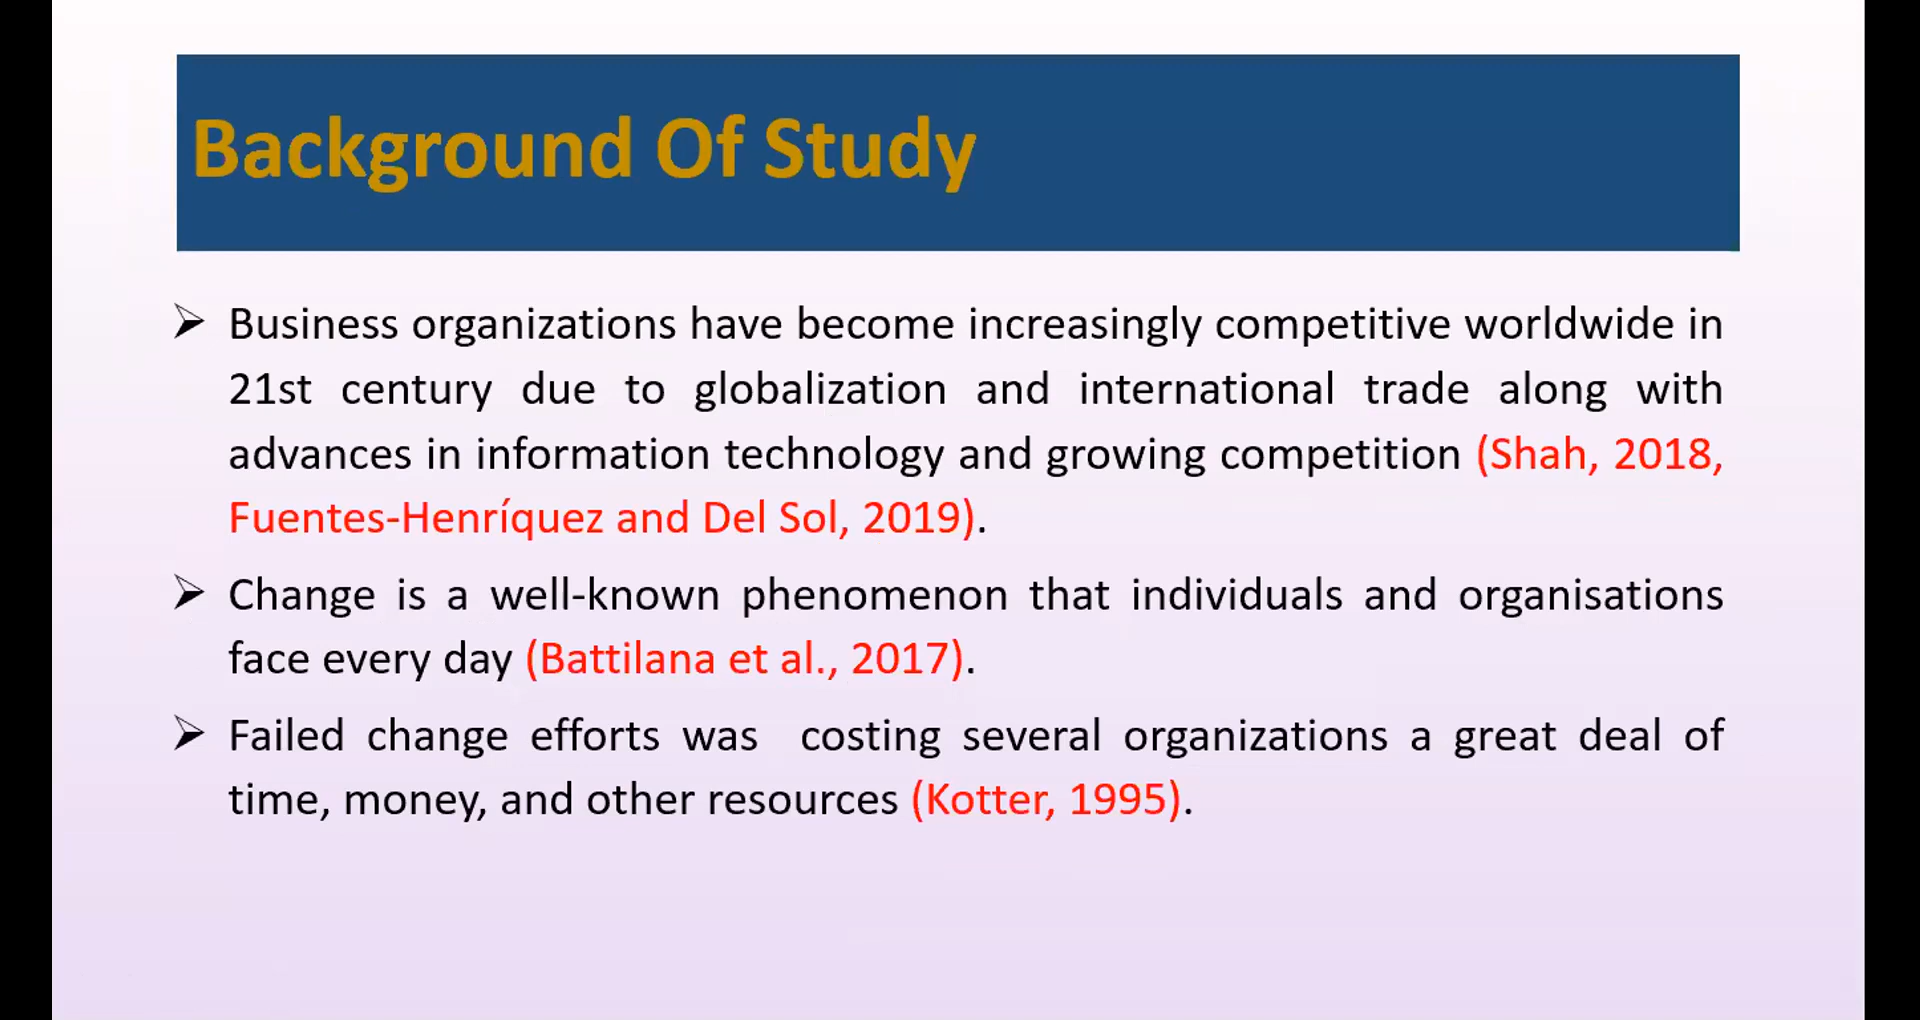 Background Of Study
➢ Business organizations have become increasingly competitive worldwide in
21st century due to globalization and international trade along with
advances in information technology and growing competition (Shah, 2018,
Fuentes-Henríquez and Del Sol, 2019).
➢ Change is a well-known phenomenon that individuals and organisations
face every day (Battilana et al., 2017).
➢ Failed change efforts was  costing several organizations a great deal of
time, money, and other resources (Kotter, 1995).